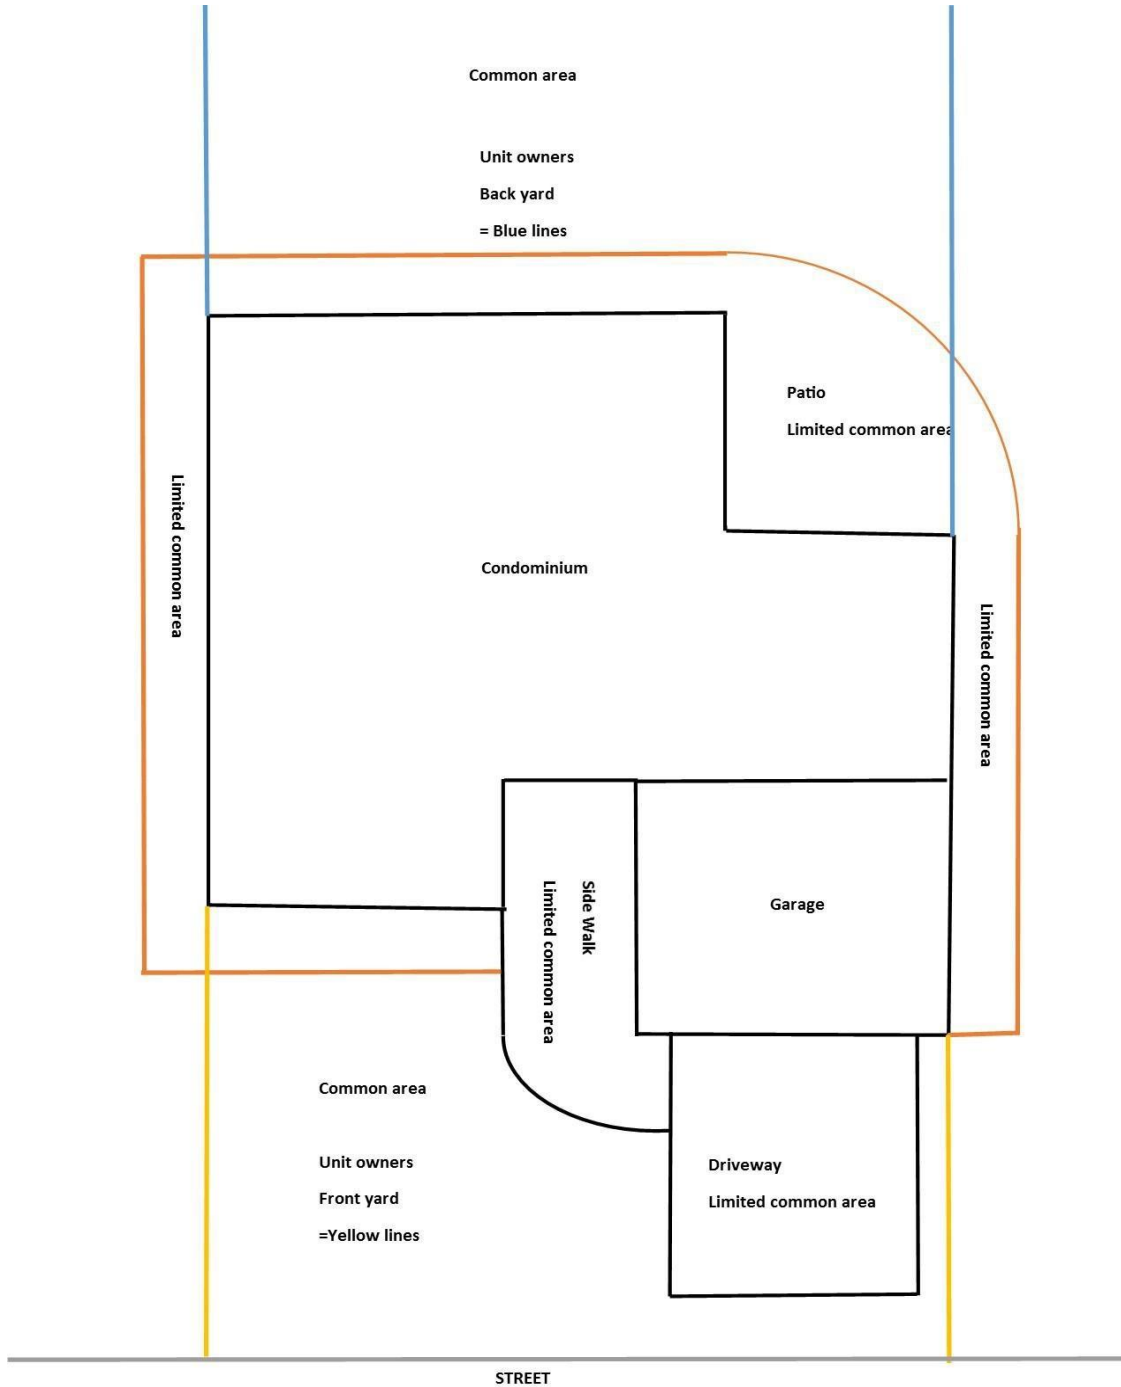 Common area
Unit owners
Back yard
= Blue lines
Patio
Limited common area
Limited common area
Condominium
Limited common area
Side Walk
Limited common area
Garage
Common area
Unit owners
Front yard
=Yellow lines
Driveway
Limited common area
STREET